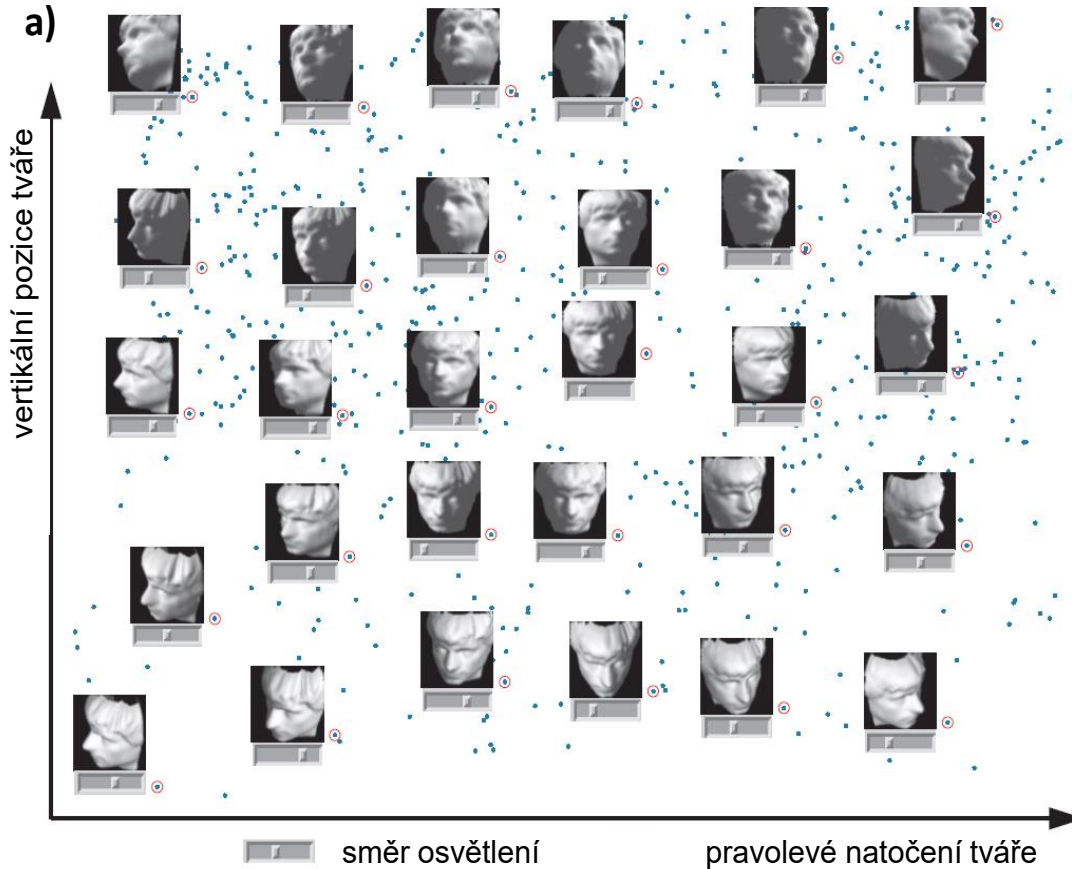 a)
vertikální pozice tváře
směr osvětlení
pravolevé natočení tváře